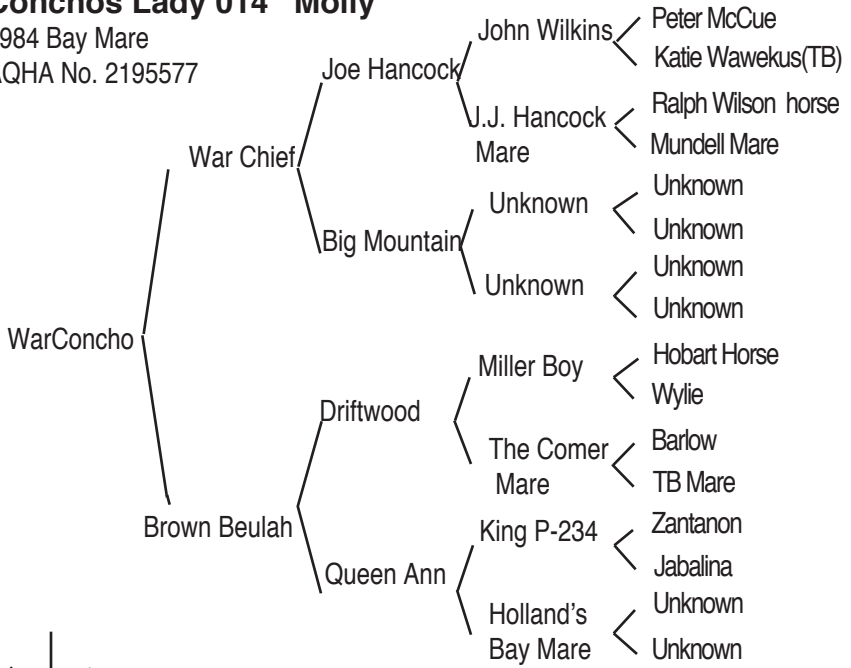 Conchos Lady 014 "Molly"
984 Bay Mare
AQHA No. 2195577
WarConcho
War Chief
Brown Beulah
Joe Hancock
Big Mountain
Driftwood
Queen Ann
John Wilkins
J.J. Hancock
Mare
Unknown
Unknown
Miller Boy
The Comer
Mare
King P-234
Holland's
Bay Mare
Peter McCue
Katie Wawekus(TB)
Ralph Wilson horse
Mundell Mare
Unknown
Unknown
Unknown
Unknown
Hobart Horse
Wylie
Barlow
TB Mare
Zantanon
Jabalina
Unknown
Unknown